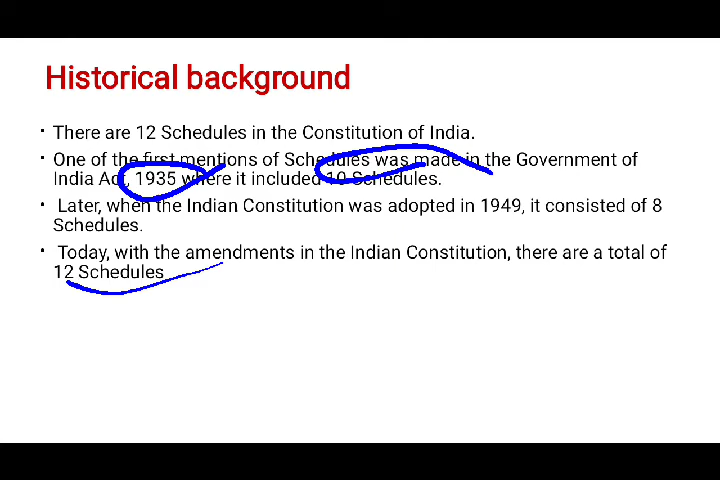 Historical background
• There are 12 Schedules in the Constitution of India.
• One of the first mentions of Schedules was made in the Government of
India Act, 1935 where it included 10 Schedules.
• Later, when the Indian Constitution was adopted in 1949, it consisted of 8
Schedules.
• Today, with the amendments in the Indian Constitution, there are a total of
12 Schedules